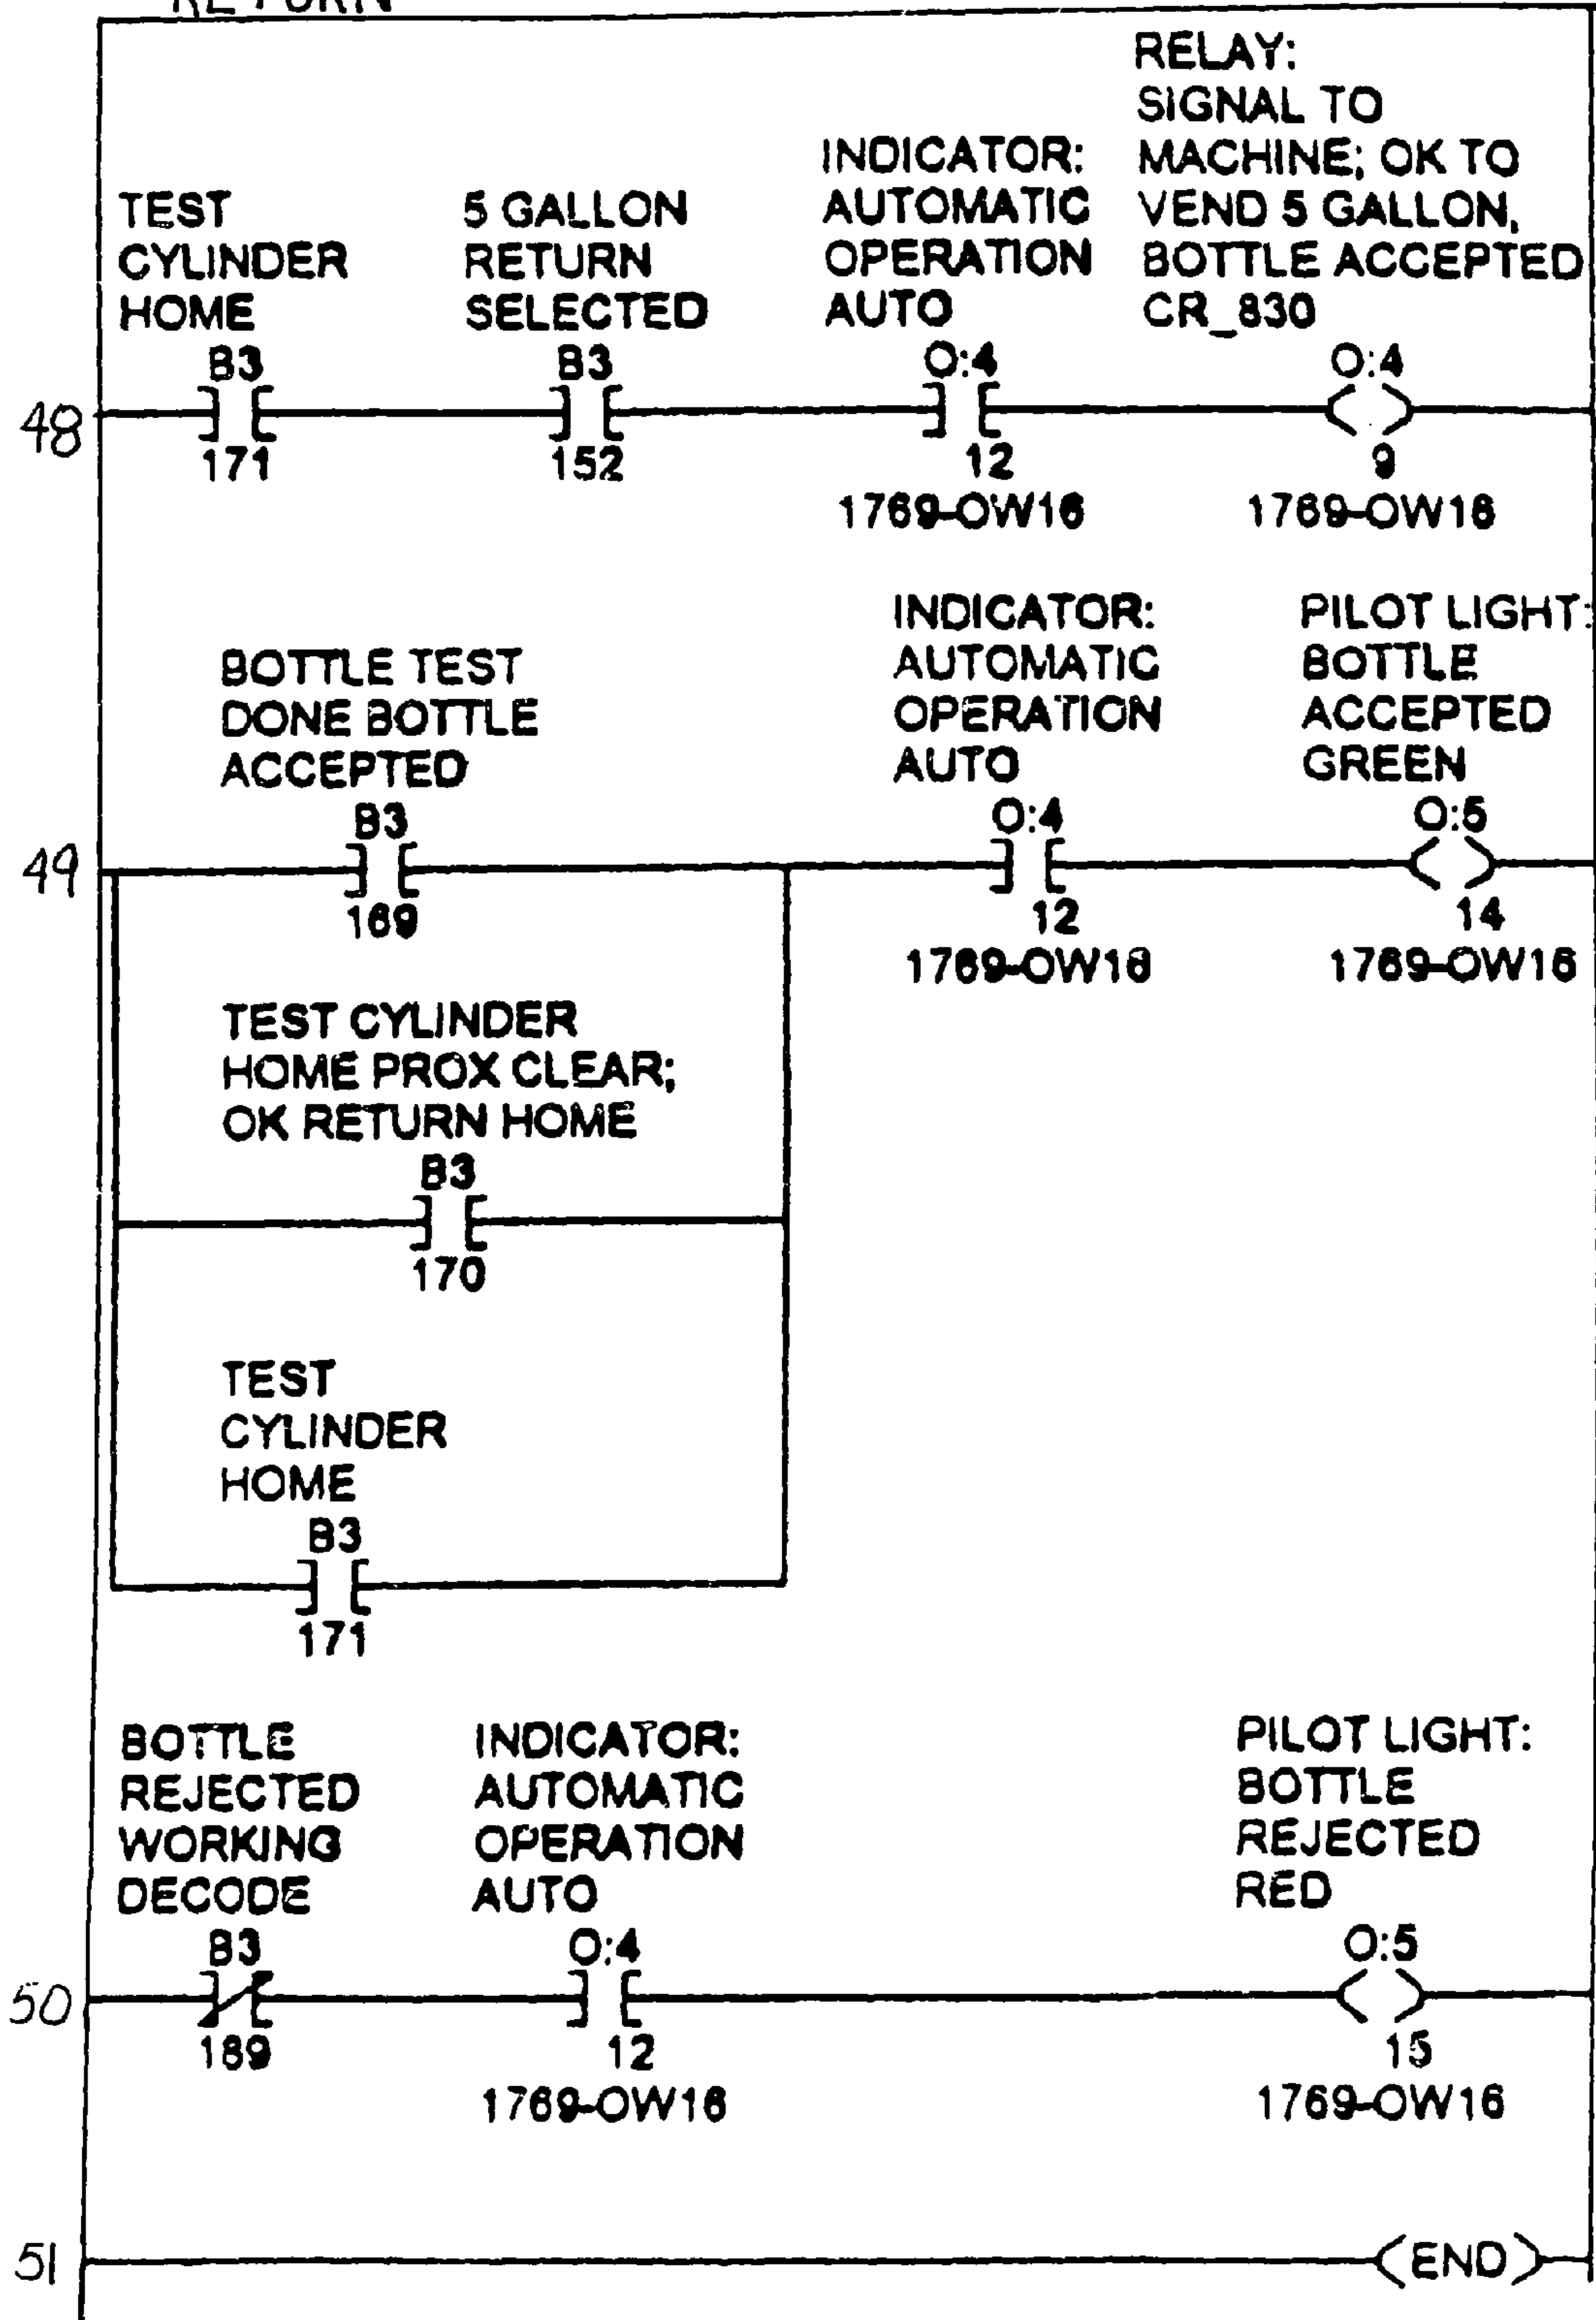 RETURN
RELAY:
SIGNAL TO
MACHINE; OK TO
VEND 5 GALLON,
BOTTLE ACCEPTED
CR_830
INDICATOR:
AUTOMATIC
OPERATION
AUTO
5 GALLON
RETURN
SELECTED
TEST
CYLINDER
HOME
B3
B3
O:4
O:4
48
171
152
12
9
1769-OW16
1769-OW16
BOTTLE TEST
DONE BOTTLE
ACCEPTED
INDICATOR:
AUTOMATIC
OPERATION
AUTO
PILOT LIGHT:
BOTTLE
ACCEPTED
GREEN
B3
O:4
O:5
49
169
12
14
1769-OW16
1769-OW16
TEST CYLINDER
HOME PROX CLEAR;
OK RETURN HOME
B3
170
TEST
CYLINDER
HOME
B3
171
BOTTLE
REJECTED
WORKING
DECODE
INDICATOR:
AUTOMATIC
OPERATION
AUTO
PILOT LIGHT:
BOTTLE
REJECTED
RED
B3
O:4
O:5
50
189
12
15
1769-OW16
1769-OW16
51
END